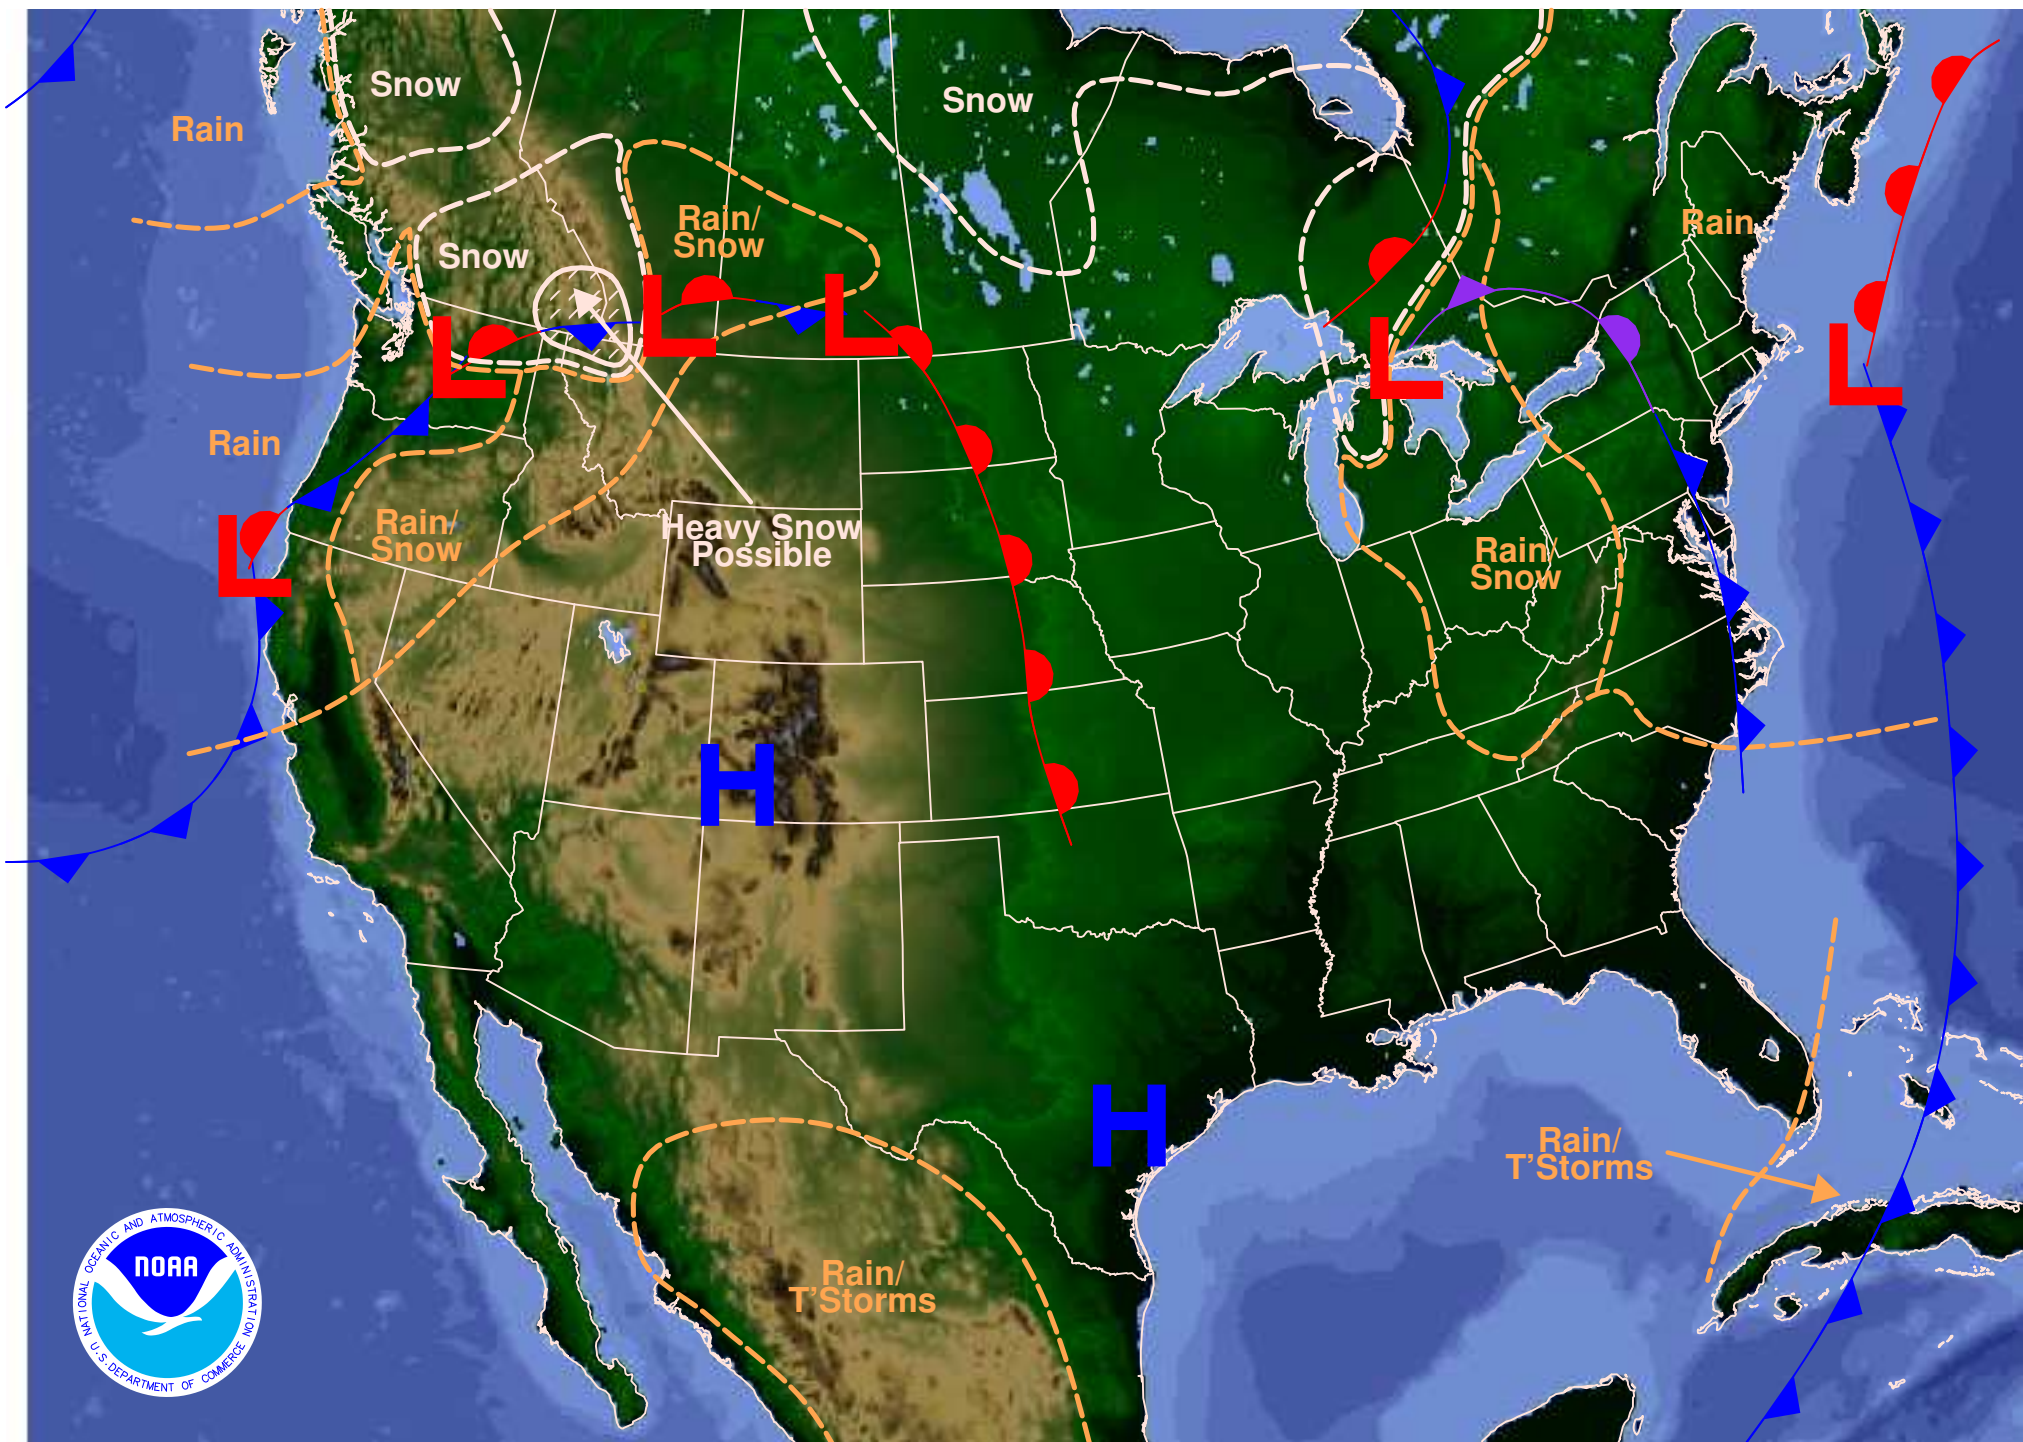 Snow
Snow
Rain
Rain/
Snow
Rain
Snow
L
L
L
L
L
Rain
Rain/
Snow
Heavy Snow
Possible
Rain/
Snow
L
H
H
Rain/
T'Storms
Rain/
T'Storms
NATIONAL OCEANIC AND ATMOSPHERIC ADMINISTRATION
NOAA
U.S. DEPARTMENT OF COMMERCE